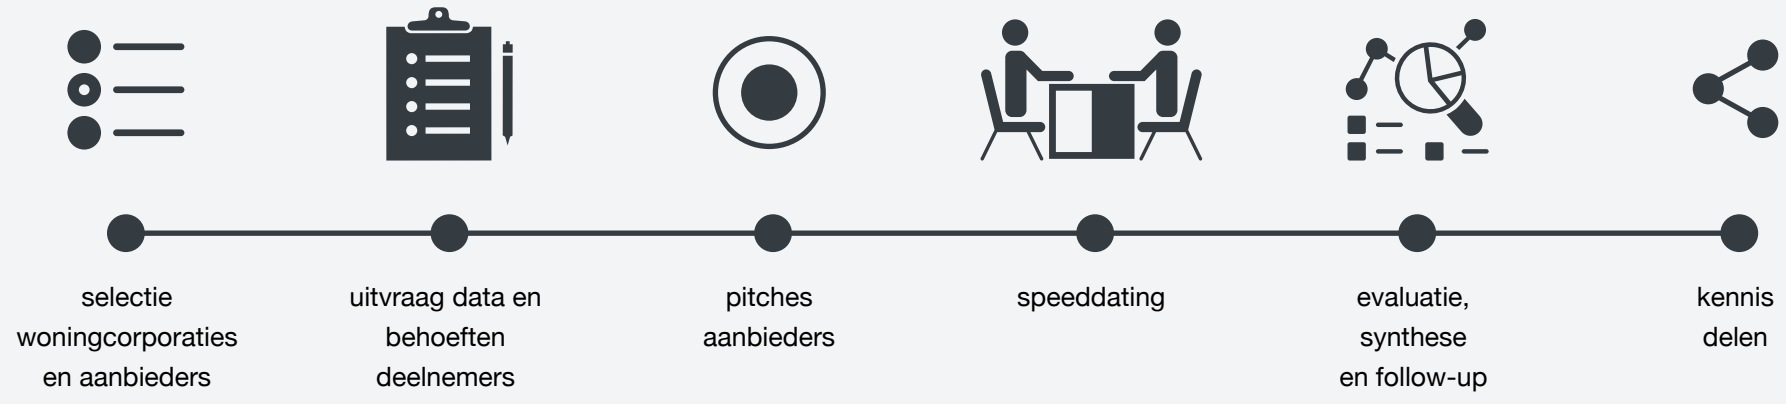 selectie
woningcorporaties
en aanbieders
uitvraag data en
behoeften
deelnemers
pitches
aanbieders
speeddating
evaluatie,
synthese
en follow-up
kennis
delen